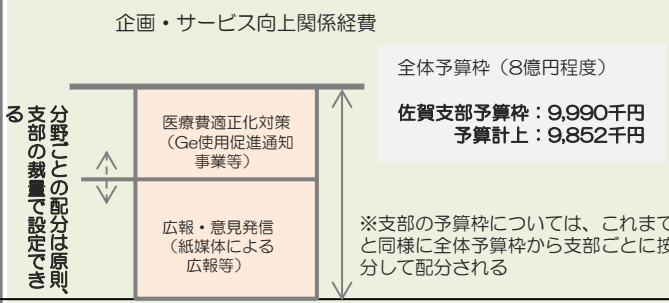 企画・サービス向上関係経費
全体予算枠（8億円程度）
佐賀支部予算枠：9,990千円
予算計上：9,852千円
分野ごとの配分は原則、
支部の裁量で設定でき
る
医療費適正化対策
（Ge使用促進通知
事業等）
広報・意見発信
（紙媒体による
広報等）
※支部の予算枠については、これまで
と同様に全体予算枠から支部ごとに按
分して配分される